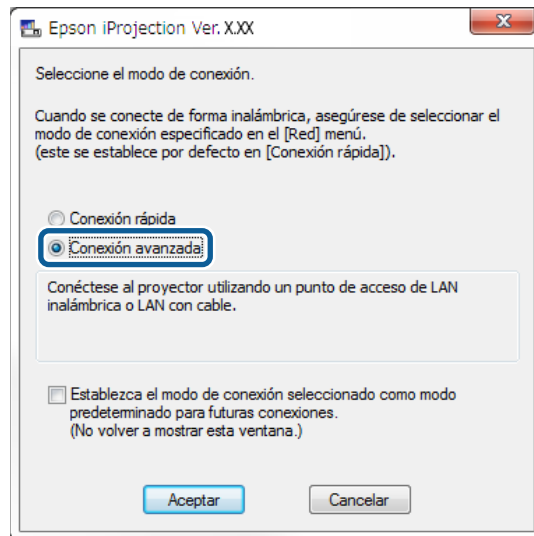 Epson iProjection Ver. X.XX
Seleccione el modo de conexión.
Cuando se conecte de forma inalámbrica, asegúrese de seleccionar el
modo de conexión especificado en el [Red] menú.
(este se establece por defecto en [Conexión rápida]).
Conexión rápida
Conexión avanzada
Conéctese al proyector utilizando un punto de acceso de LAN
inalámbrica o LAN con cable.
Establezca el modo de conexión seleccionado como modo
predeterminado para futuras conexiones.
(No volver a mostrar esta ventana.)
Aceptar Cancelar